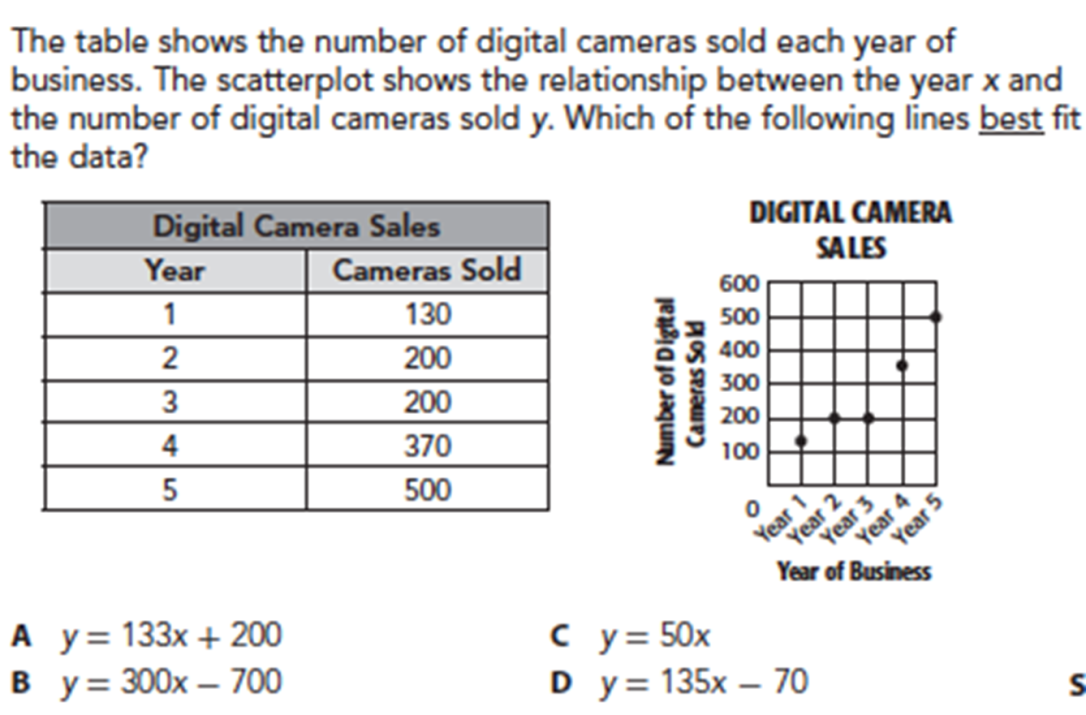 The table shows the number of digital cameras sold each year of
business. The scatterplot shows the relationship between the year x and
the number of digital cameras sold y. Which of the following lines best fit
the data?
Digital Camera Sales
Year Cameras Sold
1 130
2 200
3 200
4 370
5 500
DIGITAL CAMERA
SALES
Number of Digital
Cameras Sold
600
500
400
300
200
100
0
Year 1
Year 2
Year 3
Year 4
Year 5
Year of Business
A y = 133x + 200
B y = 300x – 700
C y = 50x
D y = 135x – 70
S